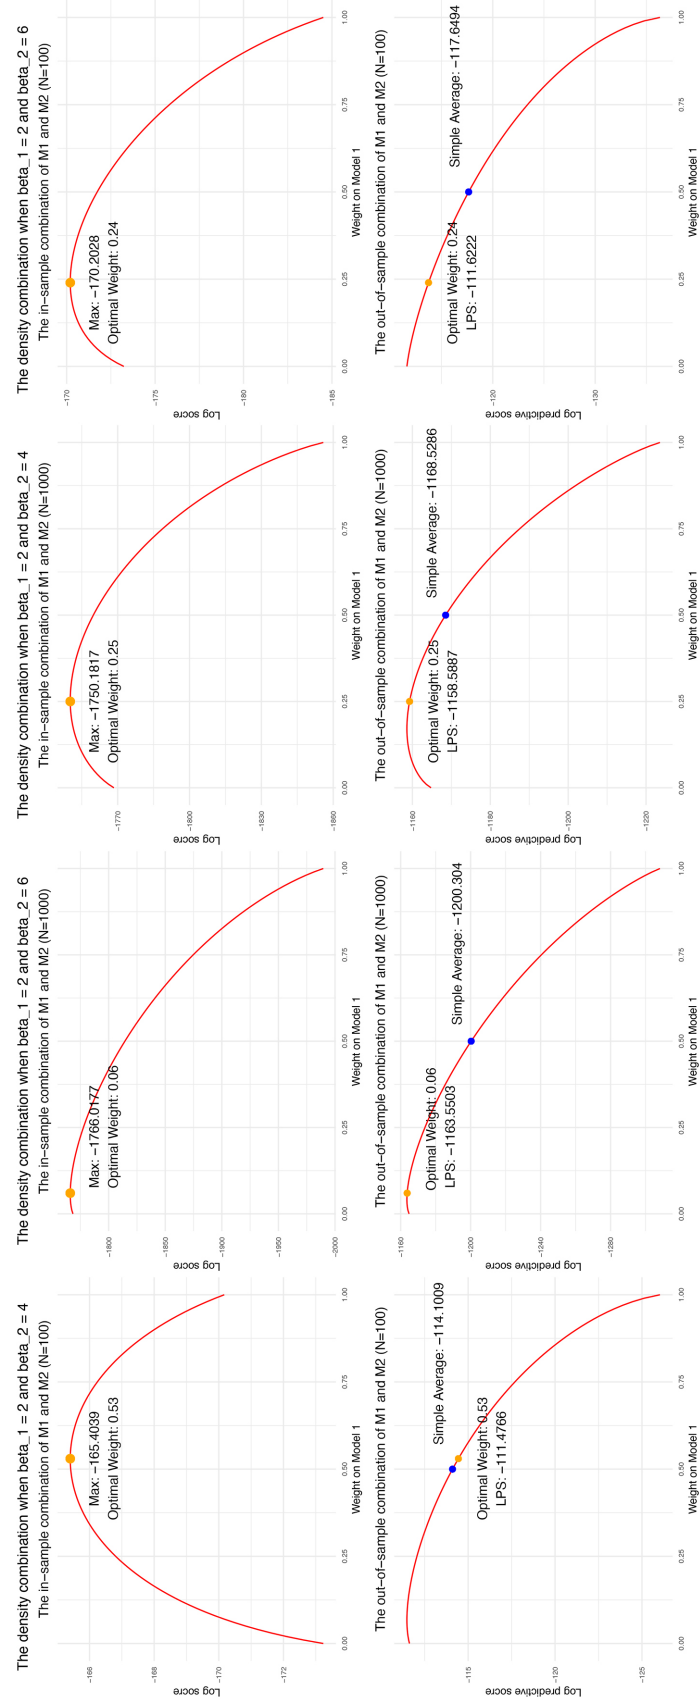 The density combination when beta_1 = 2 and beta_2 = 4
The in−sample combination of M1 and M2 (N=100)
Log socre
−166
−168
−170
−172
Max: −165.4039
Optimal Weight: 0.53
0.00 0.25 0.50 0.75 1.00
Weight on Model 1
The out−of−sample combination of M1 and M2 (N=100)
Log predictive socre
−115
−120
−125
Simple Average: −114.1009
Optimal Weight: 0.53
LPS: −111.4766
0.00 0.25 0.50 0.75 1.00
Weight on Model 1
The density combination when beta_1 = 2 and beta_2 = 6
The in−sample combination of M1 and M2 (N=1000)
Log socre
−1800
−1850
−1900
−1950
−2000
Max: −1766.0177
Optimal Weight: 0.06
0.00 0.25 0.50 0.75 1.00
Weight on Model 1
The out−of−sample combination of M1 and M2 (N=1000)
Log predictive socre
−1160
−1200
−1240
−1280
Optimal Weight: 0.06
LPS: −1163.5503
Simple Average: −1200.304
0.00 0.25 0.50 0.75 1.00
Weight on Model 1
The density combination when beta_1 = 2 and beta_2 = 4
The in−sample combination of M1 and M2 (N=1000)
Log socre
−1770
−1800
−1830
−1860
Max: −1750.1817
Optimal Weight: 0.25
0.00 0.25 0.50 0.75 1.00
Weight on Model 1
The out−of−sample combination of M1 and M2 (N=1000)
Log predictive socre
−1160
−1180
−1200
−1220
Simple Average: −1168.5286
Optimal Weight: 0.25
LPS: −1158.5887
0.00 0.25 0.50 0.75 1.00
Weight on Model 1
The density combination when beta_1 = 2 and beta_2 = 6
The in−sample combination of M1 and M2 (N=100)
Log socre
−170
−175
−180
−185
Max: −170.2028
Optimal Weight: 0.24
0.00 0.25 0.50 0.75 1.00
Weight on Model 1
The out−of−sample combination of M1 and M2 (N=100)
Log predictive socre
−120
−130
Optimal Weight: 0.24
LPS: −111.6222
Simple Average: −117.6494
0.00 0.25 0.50 0.75 1.00
Weight on Model 1